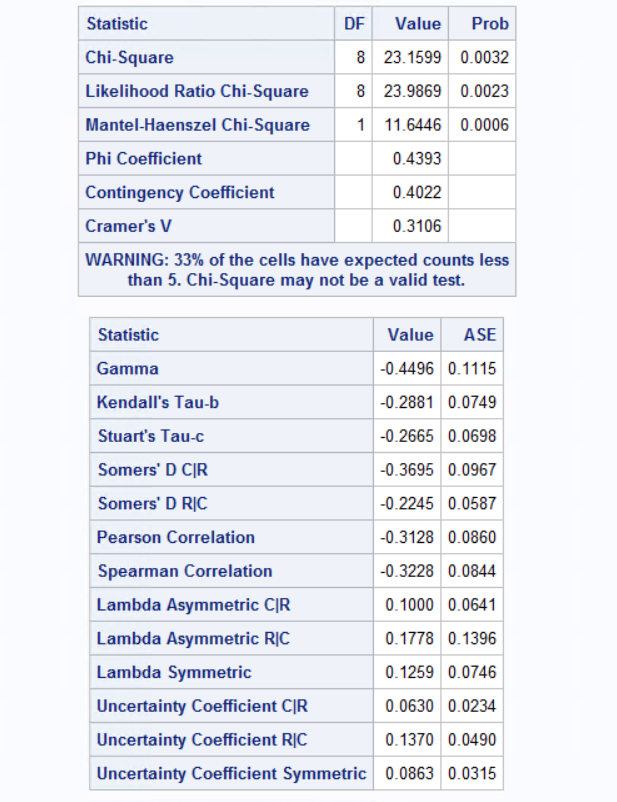 Statistic DF Value Prob
Chi-Square 8 23.1599 0.0032
Likelihood Ratio Chi-Square 8 23.9869 0.0023
Mantel-Haenszel Chi-Square 1 11.6446 0.0006
Phi Coefficient 0.4393
Contingency Coefficient 0.4022
Cramer's V 0.3106
WARNING: 33% of the cells have expected counts less
than 5. Chi-Square may not be a valid test.
Statistic Value ASE
Gamma -0.4496 0.1115
Kendall's Tau-b -0.2881 0.0749
Stuart's Tau-c -0.2665 0.0698
Somers' D C|R -0.3695 0.0967
Somers' D R|C -0.2245 0.0587
Pearson Correlation -0.3128 0.0860
Spearman Correlation -0.3228 0.0844
Lambda Asymmetric C|R 0.1000 0.0641
Lambda Asymmetric R|C 0.1778 0.1396
Lambda Symmetric 0.1259 0.0746
Uncertainty Coefficient C|R 0.0630 0.0234
Uncertainty Coefficient R|C 0.1370 0.0490
Uncertainty Coefficient Symmetric 0.0863 0.0315